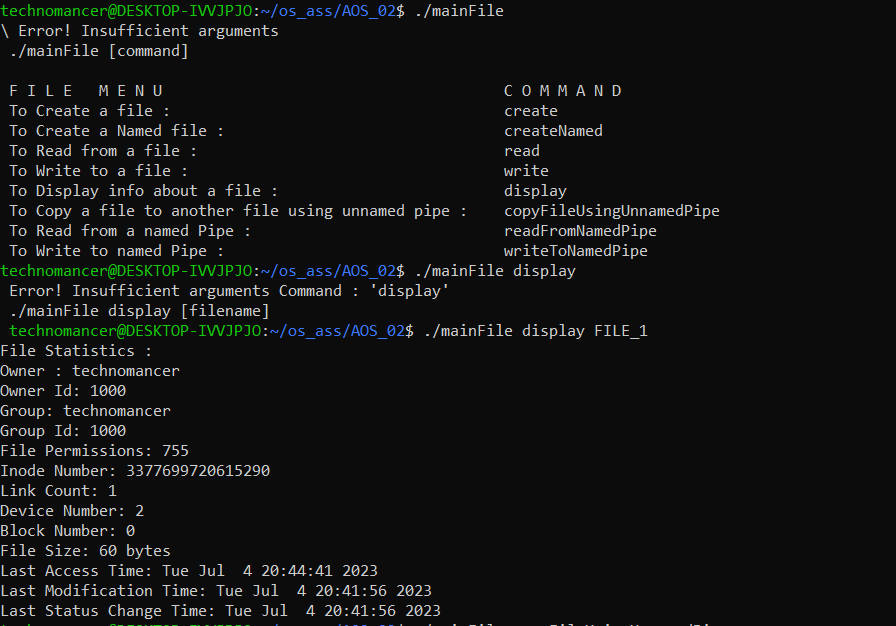 technomancer@DESKTOP-IVVJPJO:~/os_ass/AOS_02$ ./mainFile
\ Error! Insufficient arguments
 ./mainFile [command]

 F I L E   M E N U                                      C O M M A N D
 To Create a file :                                     create
 To Create a Named file :                               createNamed
 To Read from a file :                                  read
 To Write to a file :                                   write
 To Display info about a file :                         display
 To Copy a file to another file using unnamed pipe :    copyFileUsingUnnamedPipe
 To Read from a named Pipe :                            readFromNamedPipe
 To Write to named Pipe :                               writeToNamedPipe
technomancer@DESKTOP-IVVJPJO:~/os_ass/AOS_02$ ./mainFile display
 Error! Insufficient arguments Command : 'display'
 ./mainFile display [filename]
 technomancer@DESKTOP-IVVJPJO:~/os_ass/AOS_02$ ./mainFile display FILE_1
File Statistics :
Owner : technomancer
Owner Id: 1000
Group: technomancer
Group Id: 1000
File Permissions: 755
Inode Number: 3377699720615290
Link Count: 1
Device Number: 2
Block Number: 0
File Size: 60 bytes
Last Access Time: Tue Jul  4 20:44:41 2023
Last Modification Time: Tue Jul  4 20:41:56 2023
Last Status Change Time: Tue Jul  4 20:41:56 2023